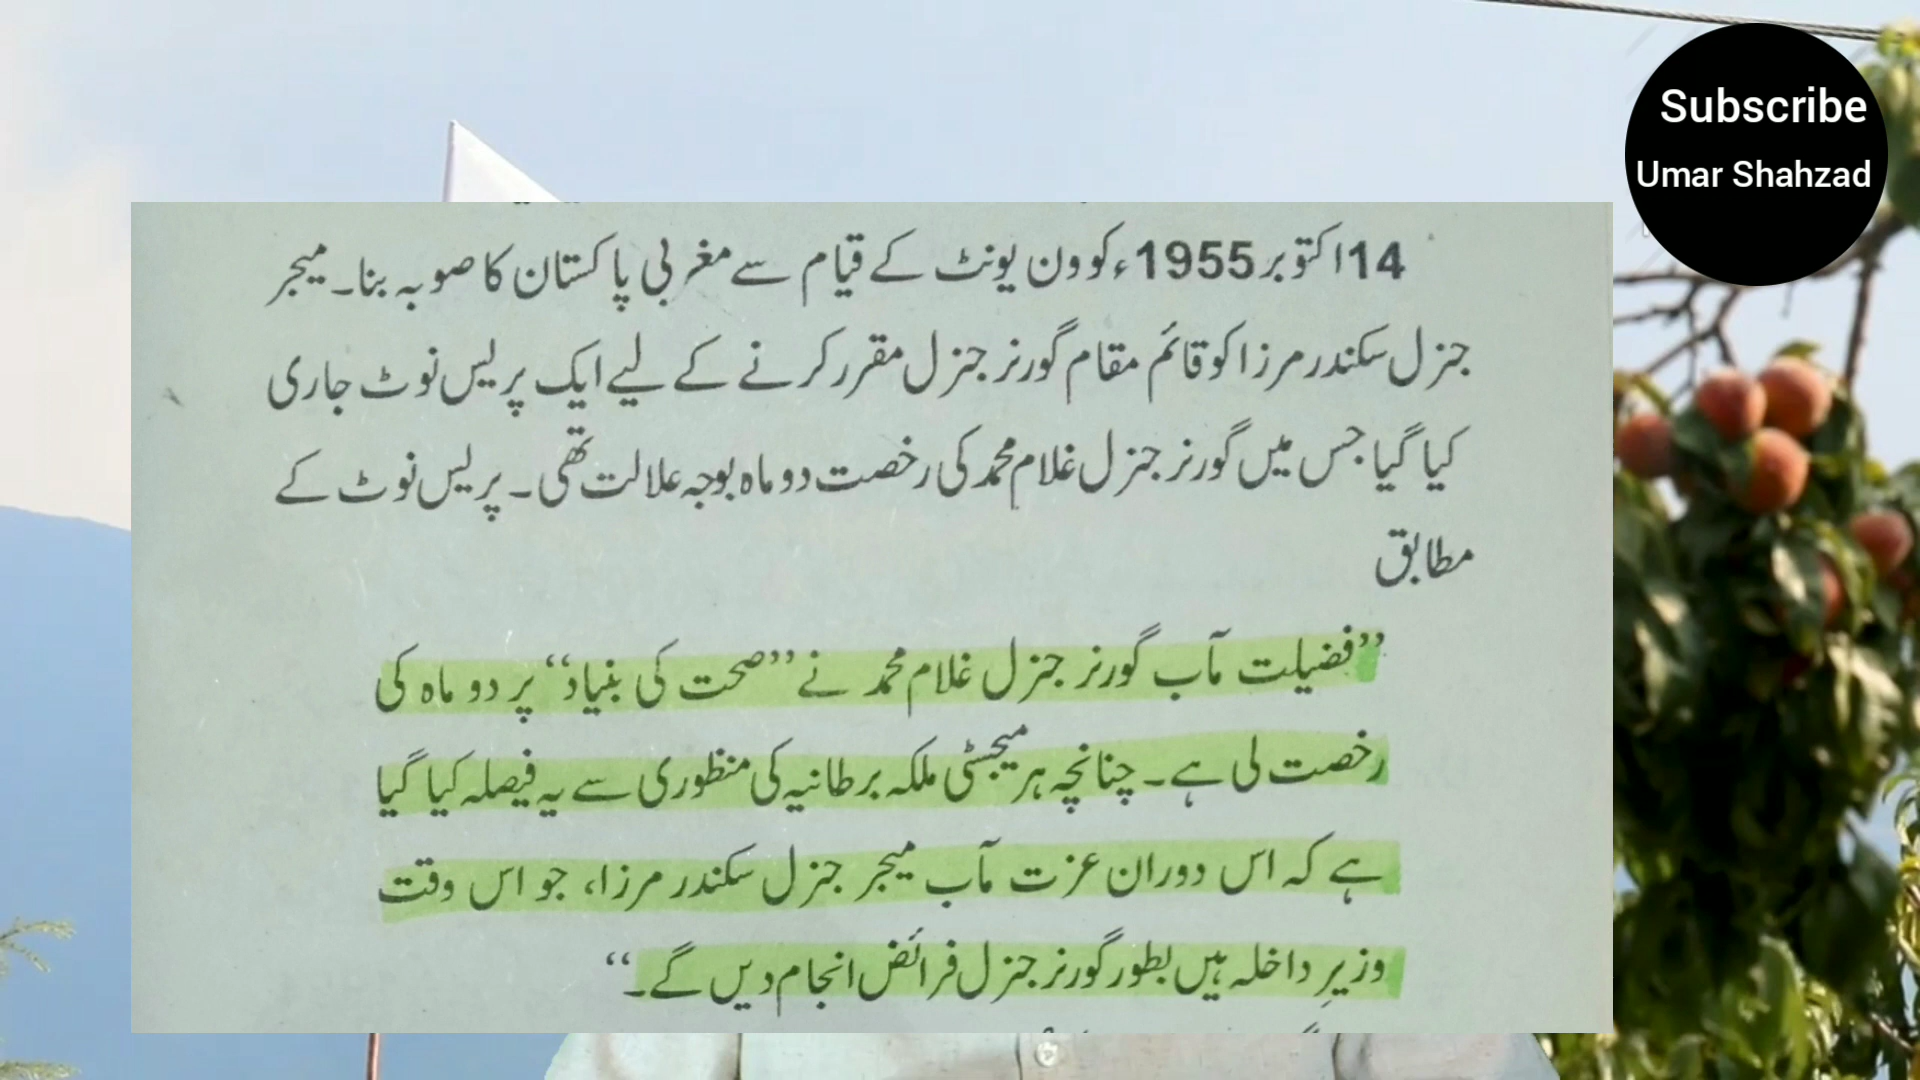 Subscribe
Umar Shahzad
14اکتوبر1955ء کو ون یونٹ کے قیام سے مغربی پاکستان کا صوبہ بنا۔ میجر
جنرل سکندر مرزا کو قائم مقام گورنر جنرل مقرر کرنے کے لیے ایک پریس نوٹ جاری
کیا گیا جس میں گورنر جنرل غلام محمد کی رخصت دو ماہ بوجہ علالت تھی۔ پریس نوٹ کے
مطابق
”فضیلت مآب گورنر جنرل غلام محمد نے ”صحت کی بنیاد“ پر دو ماہ کی
رخصت لی ہے۔ چنانچہ ہر میجسٹی ملکہ برطانیہ کی منظوری سے یہ فیصلہ کیا گیا
ہے کہ اس دوران عزت مآب میجر جنرل سکندر مرزا، جو اس وقت
وزیرِ داخلہ ہیں بطور گورنر جنرل فرائض انجام دیں گے۔“